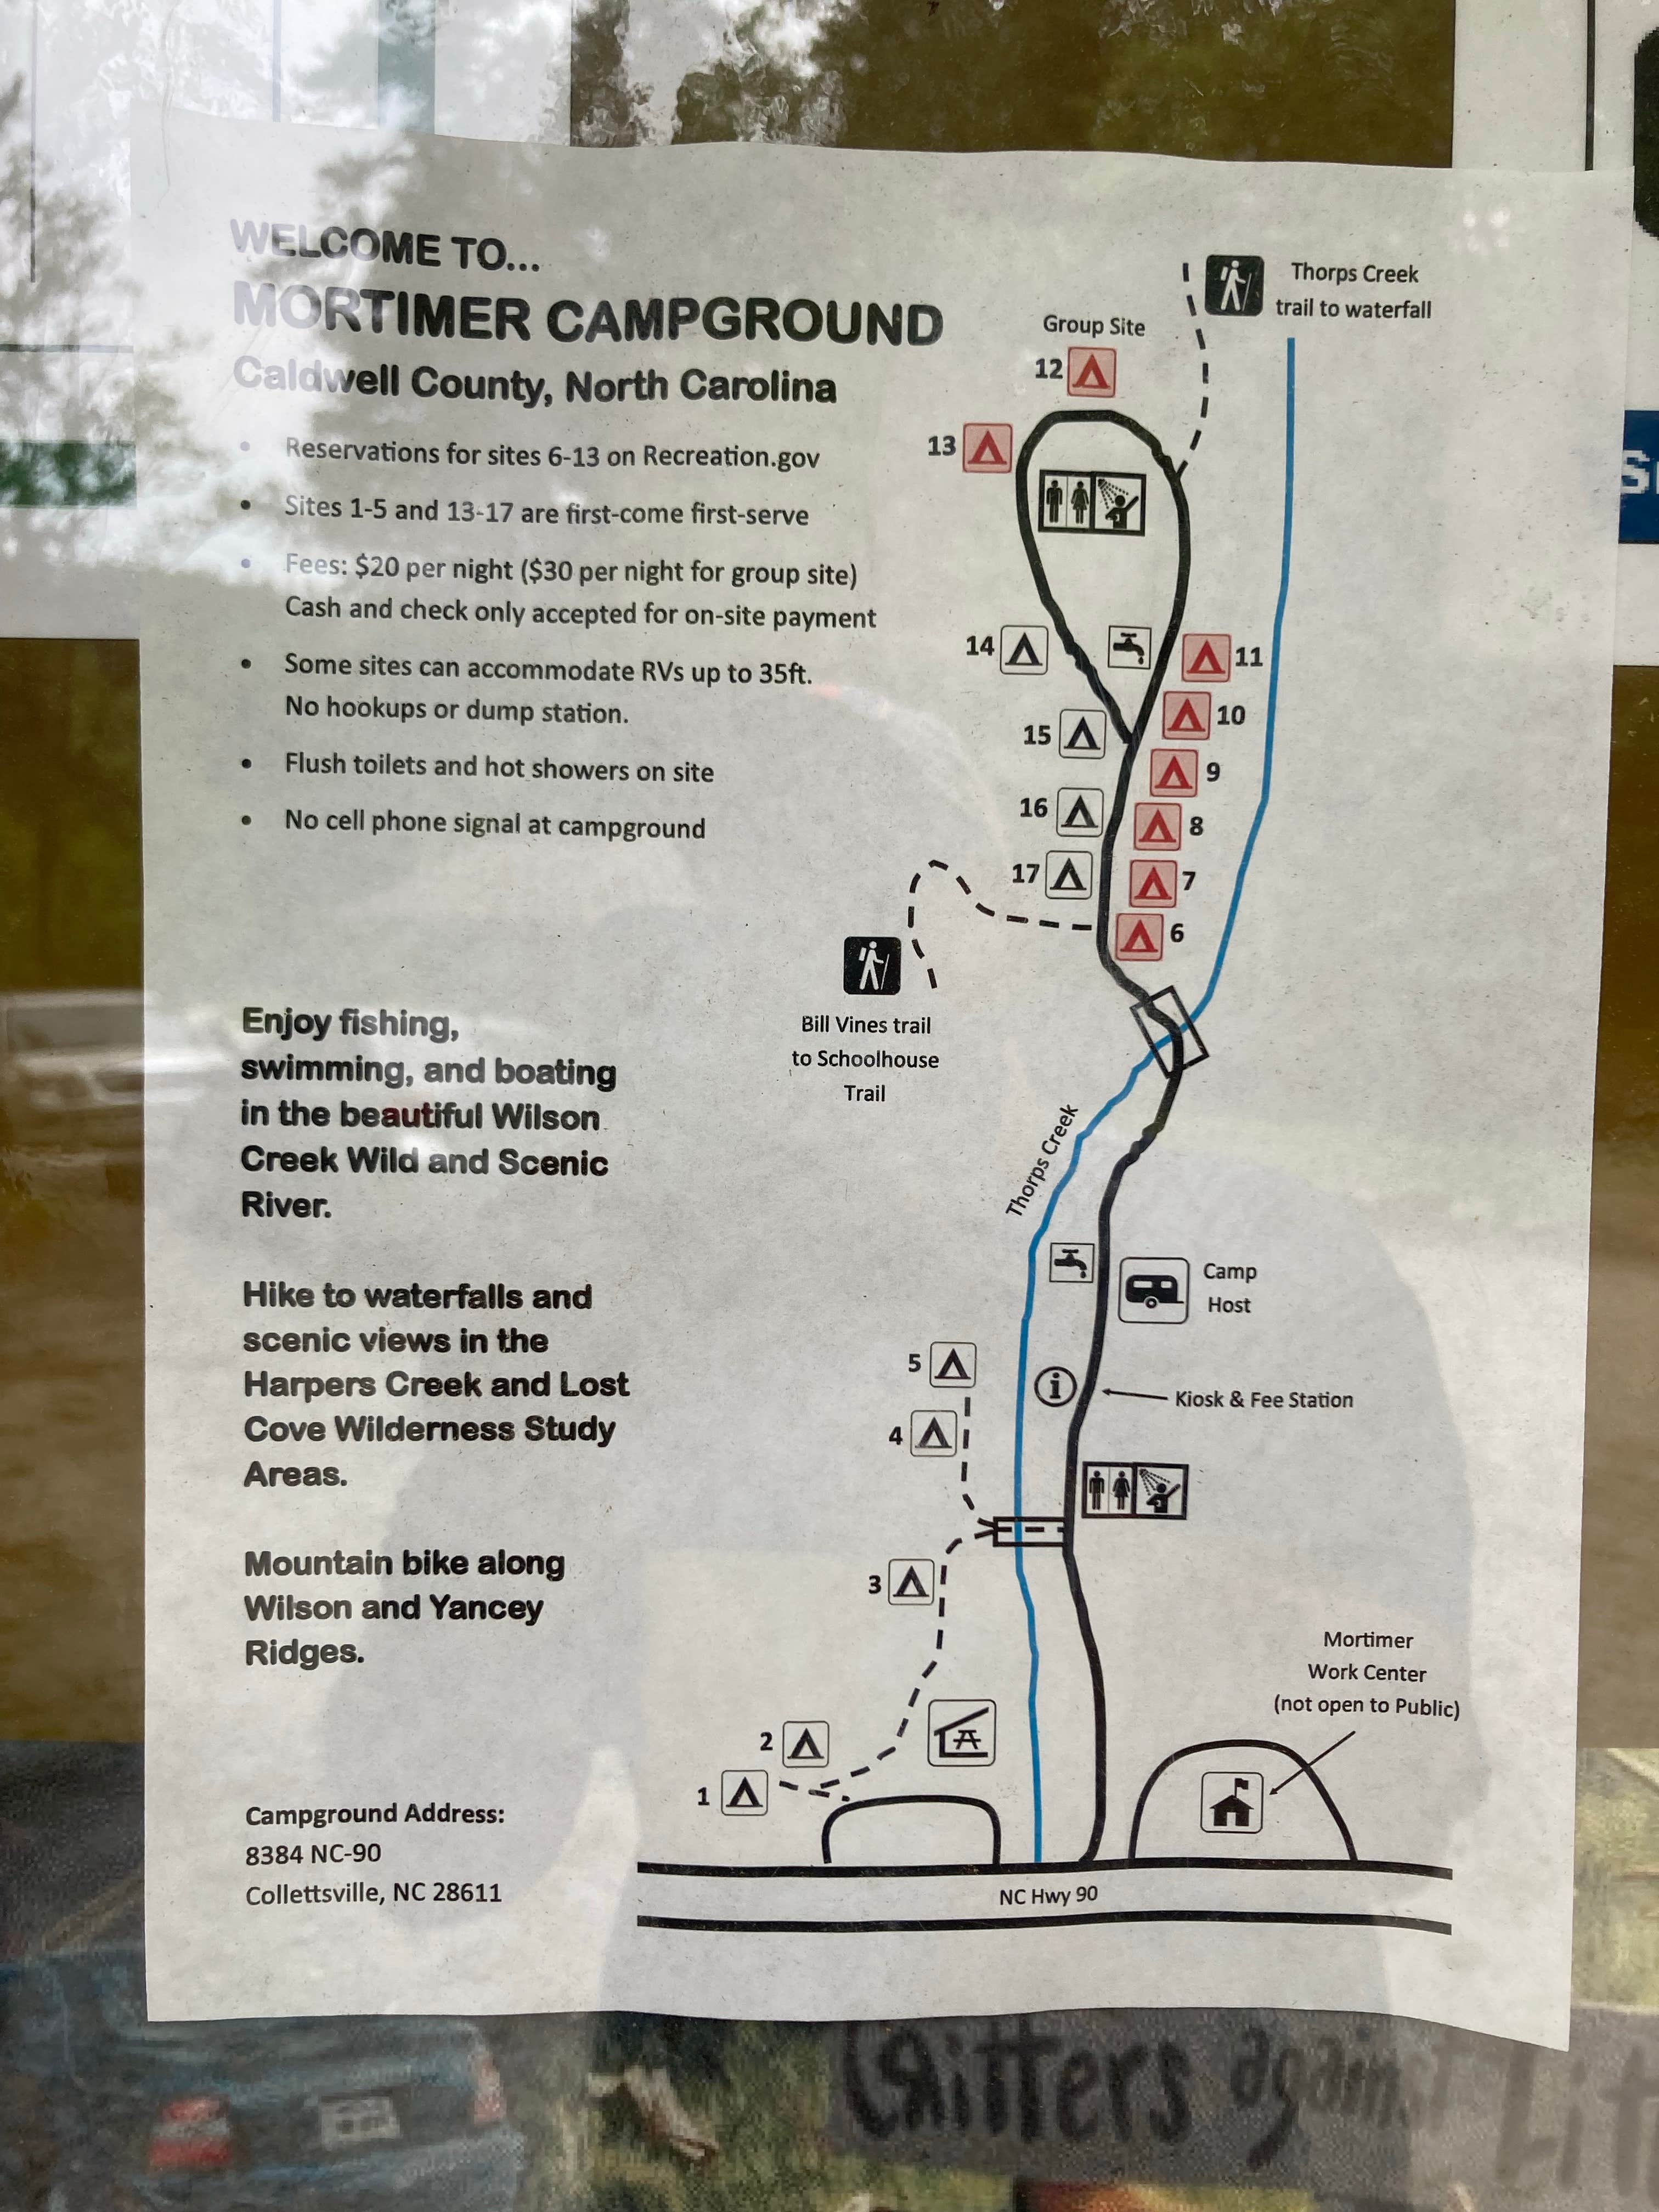 WELCOME TO...
MORTIMER CAMPGROUND
Caldwell County, North Carolina
• Reservations for sites 6-13 on Recreation.gov
• Sites 1-5 and 13-17 are first-come first-serve
• Fees: $20 per night ($30 per night for group site)
Cash and check only accepted for on-site payment
• Some sites can accommodate RVs up to 35ft.
No hookups or dump station.
• Flush toilets and hot showers on site
• No cell phone signal at campground
Enjoy fishing,
swimming, and boating
in the beautiful Wilson
Creek Wild and Scenic
River.
Hike to waterfalls and
scenic views in the
Harpers Creek and Lost
Cove Wilderness Study
Areas.
Mountain bike along
Wilson and Yancey
Ridges.
Campground Address:
8384 NC-90
Collettsville, NC 28611
Thorps Creek
trail to waterfall
Group Site
12
13
14
11
15
10
9
16
8
17
7
6
Bill Vines trail
to Schoolhouse
Trail
Thorps Creek
Camp
Host
5
i
Kiosk & Fee Station
4
3
Mortimer
Work Center
(not open to Public)
2
1
NC Hwy 90
Critters against